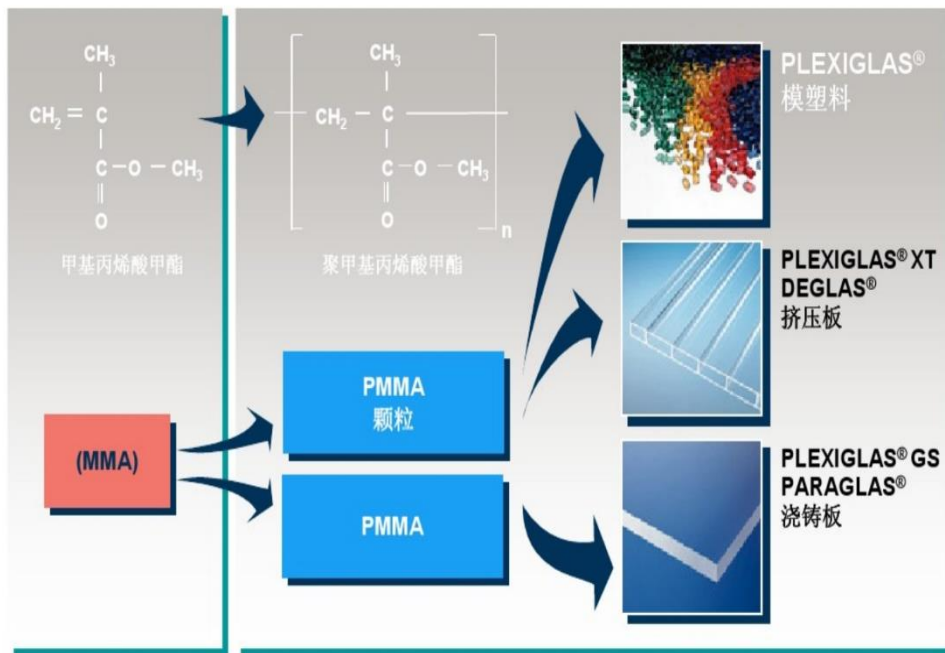 CH₃
CH₂ = C
C — O — CH₃
O
甲基丙烯酸甲酯
CH₃
CH₂ — C
C — O — CH₃
O
n
聚甲基丙烯酸甲酯
(MMA)
PMMA
颗粒
PMMA
PLEXIGLAS®
模塑料
PLEXIGLAS® XT
DEGLAS®
挤压板
PLEXIGLAS® GS
PARAGLAS®
浇铸板